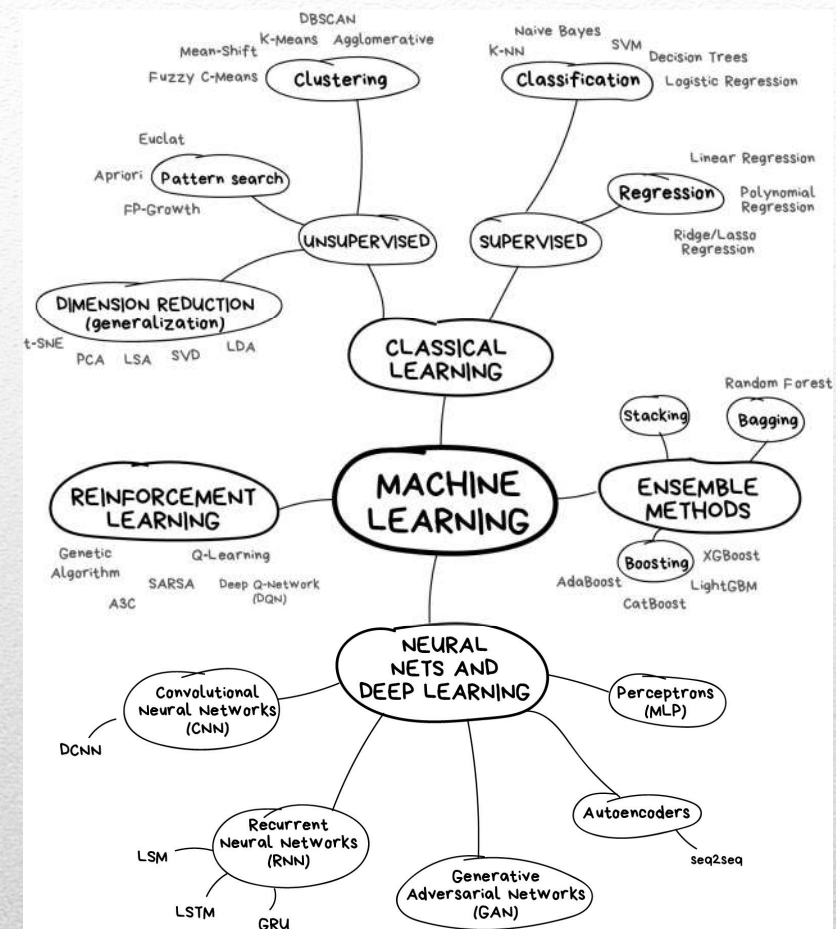 DBSCAN
K-Means
Agglomerative
Mean-Shift
Fuzzy C-Means
Clustering
Naive Bayes
SVM
K-NN
Decision Trees
Classification
Logistic Regression
Euclat
Apriori
Pattern search
FP-Growth
Linear Regression
Regression
Polynomial
Regression
Ridge/Lasso
Regression
UNSUPERVISED
SUPERVISED
DIMENSION REDUCTION
(generalization)
t-SNE
PCA
LSA
SVD
LDA
CLASSICAL
LEARNING
Random Forest
Stacking
Bagging
REINFORCEMENT
LEARNING
MACHINE
LEARNING
ENSEMBLE
METHODS
Genetic
Algorithm
Q-Learning
SARSA
Deep Q-Network
(DQN)
A3C
Boosting
XGBoost
AdaBoost
LightGBM
CatBoost
NEURAL
NETS AND
DEEP LEARNING
Convolutional
Neural Networks
(CNN)
DCNN
Perceptrons
(MLP)
Autoencoders
seq2seq
Recurrent
Neural Networks
(RNN)
LSM
LSTM
GRU
Generative
Adversarial Networks
(GAN)